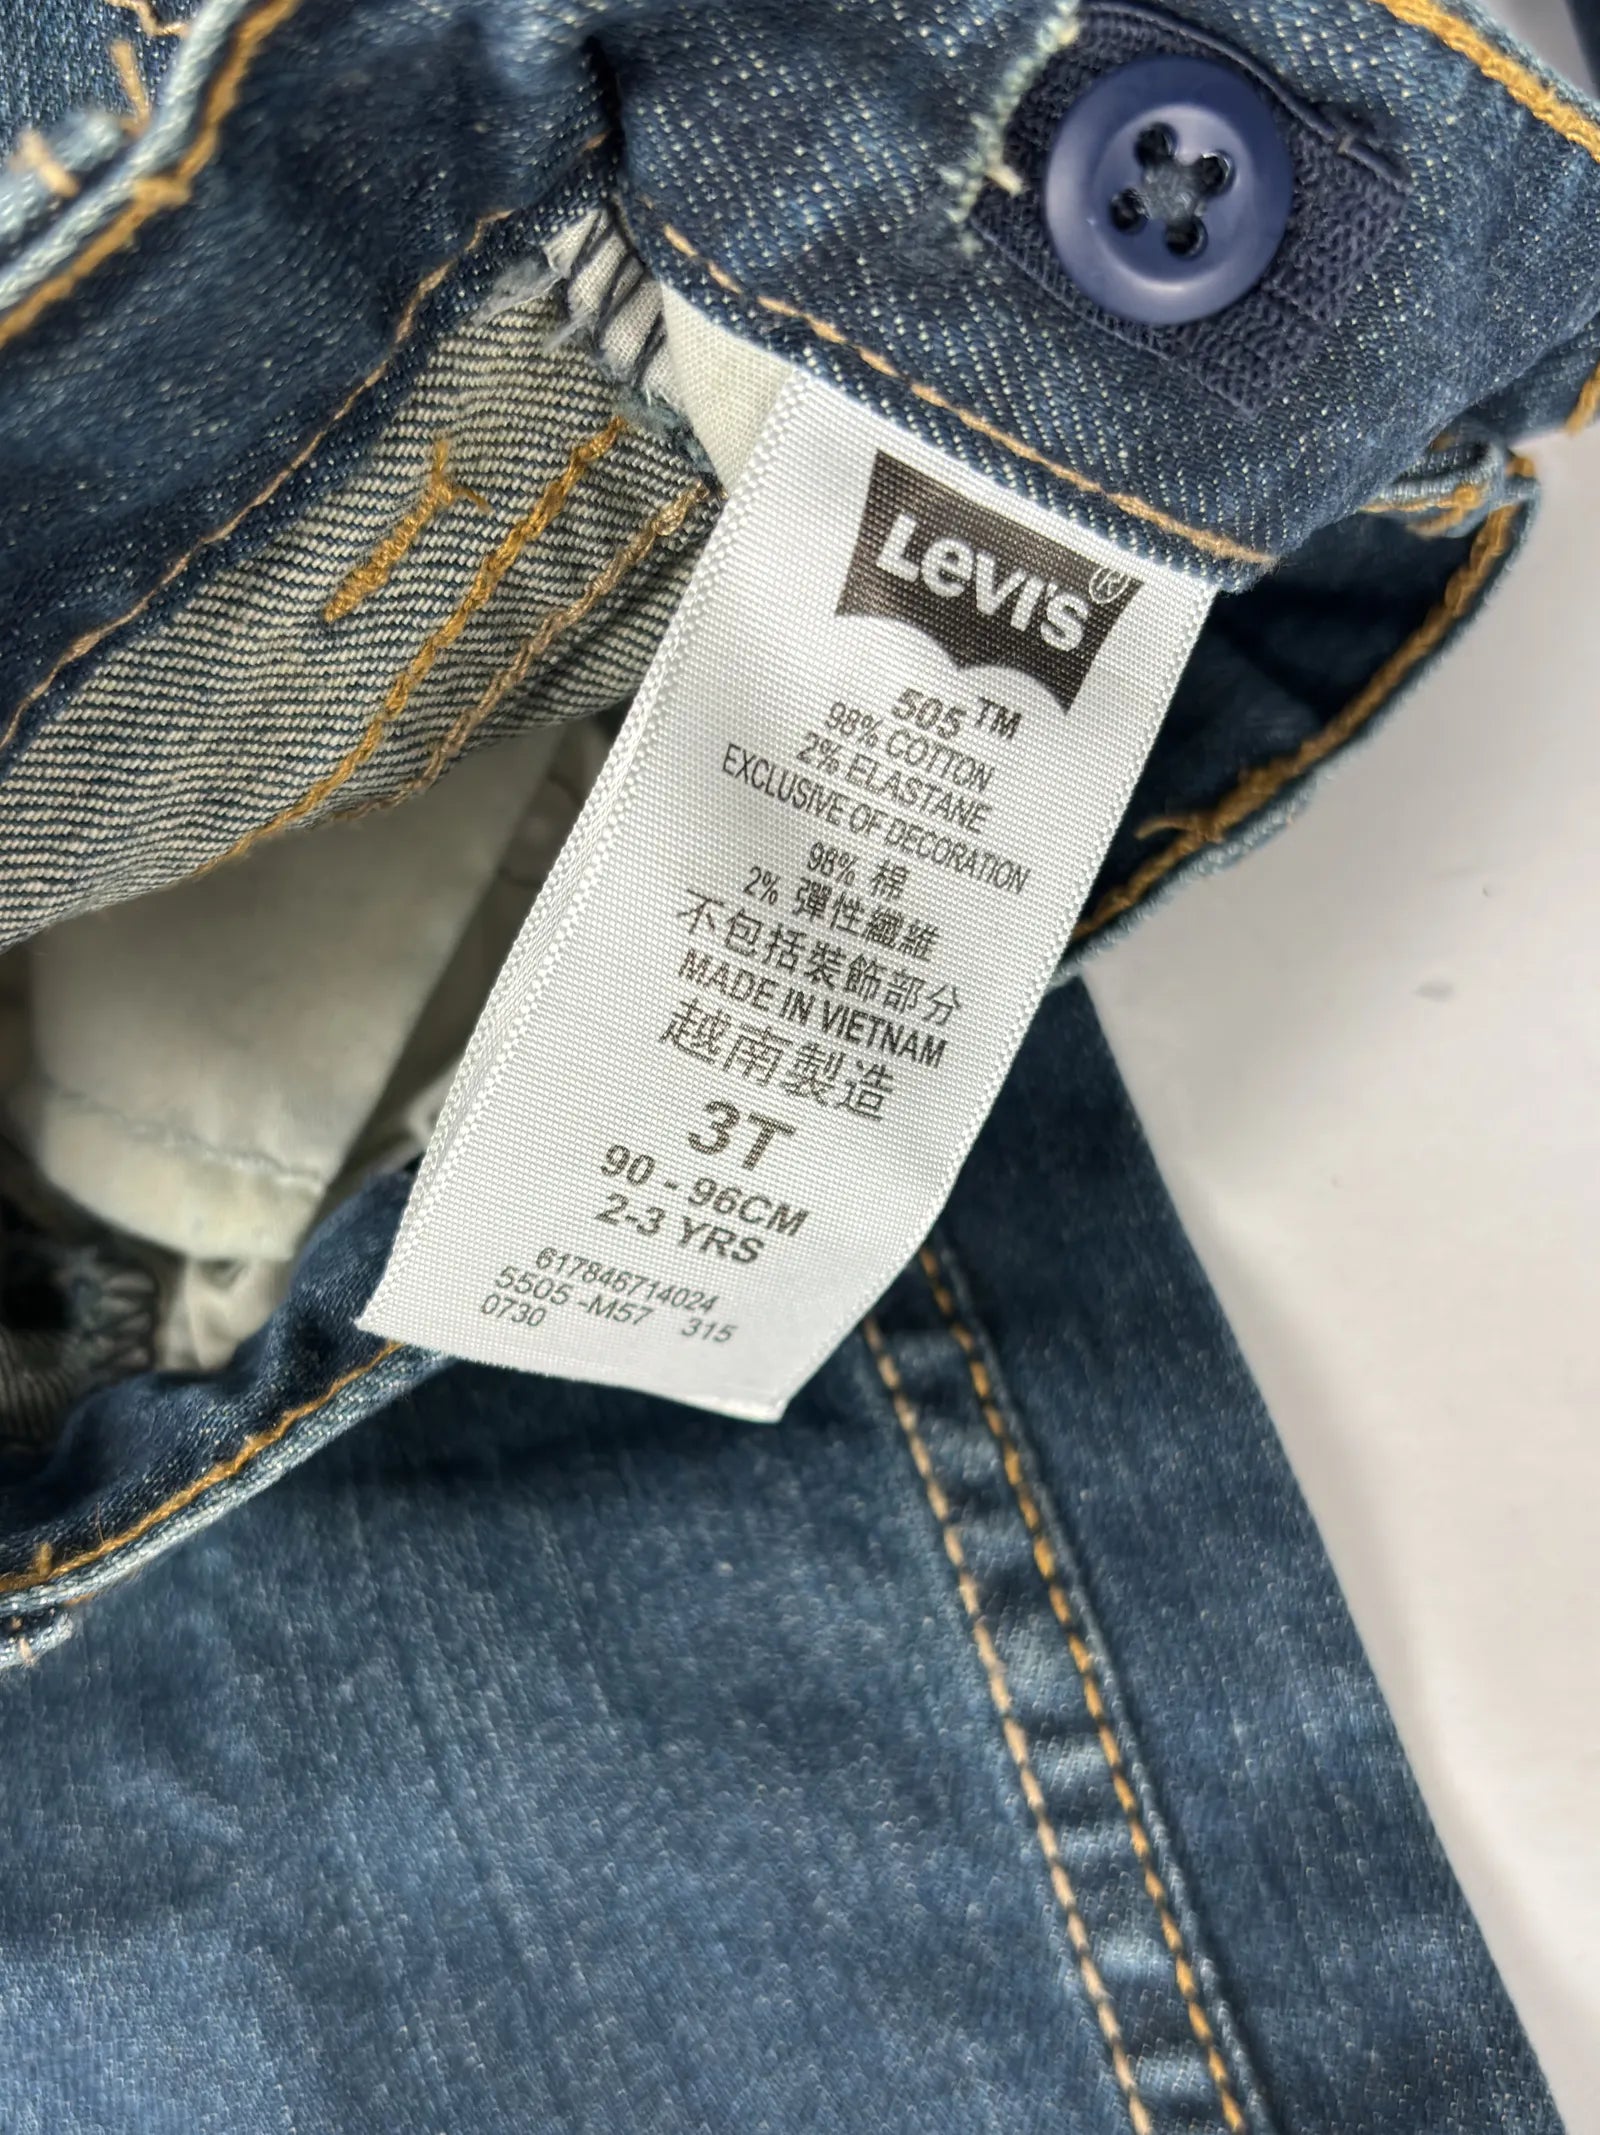 Levi's®
505™
98% COTTON
2% ELASTANE
EXCLUSIVE OF DECORATION
98% 棉
2% 彈性纖維
不包括裝飾部分
MADE IN VIETNAM
越南製造
3T
90 - 96CM
2-3 YRS
617846714024
5505-M57 315
0730